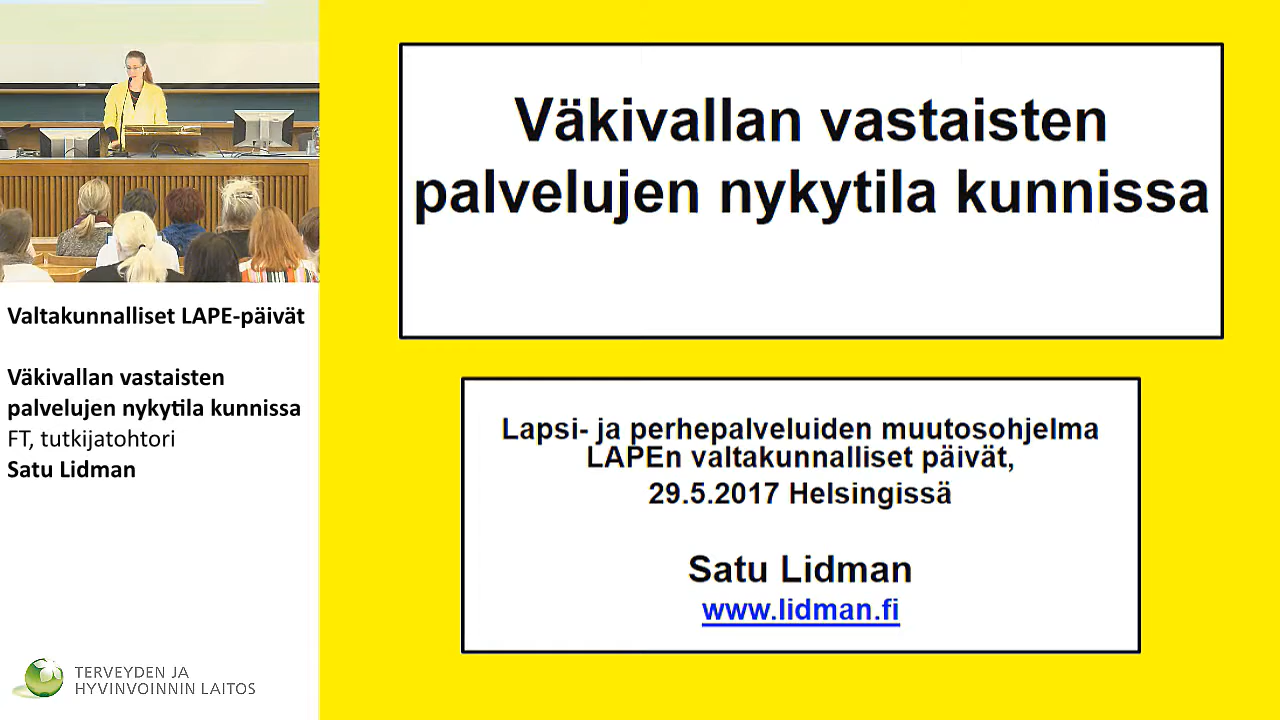 Valtakunnalliset LAPE-päivät
Väkivallan vastaisten
palvelujen nykytila kunnissa
FT, tutkijatohtori
Satu Lidman
TERVEYDEN JA
HYVINVOINNIN LAITOS
Väkivallan vastaisten
palvelujen nykytila kunnissa
Lapsi- ja perhepalveluiden muutosohjelma
LAPEn valtakunnalliset päivät,
29.5.2017 Helsingissä
Satu Lidman
www.lidman.fi